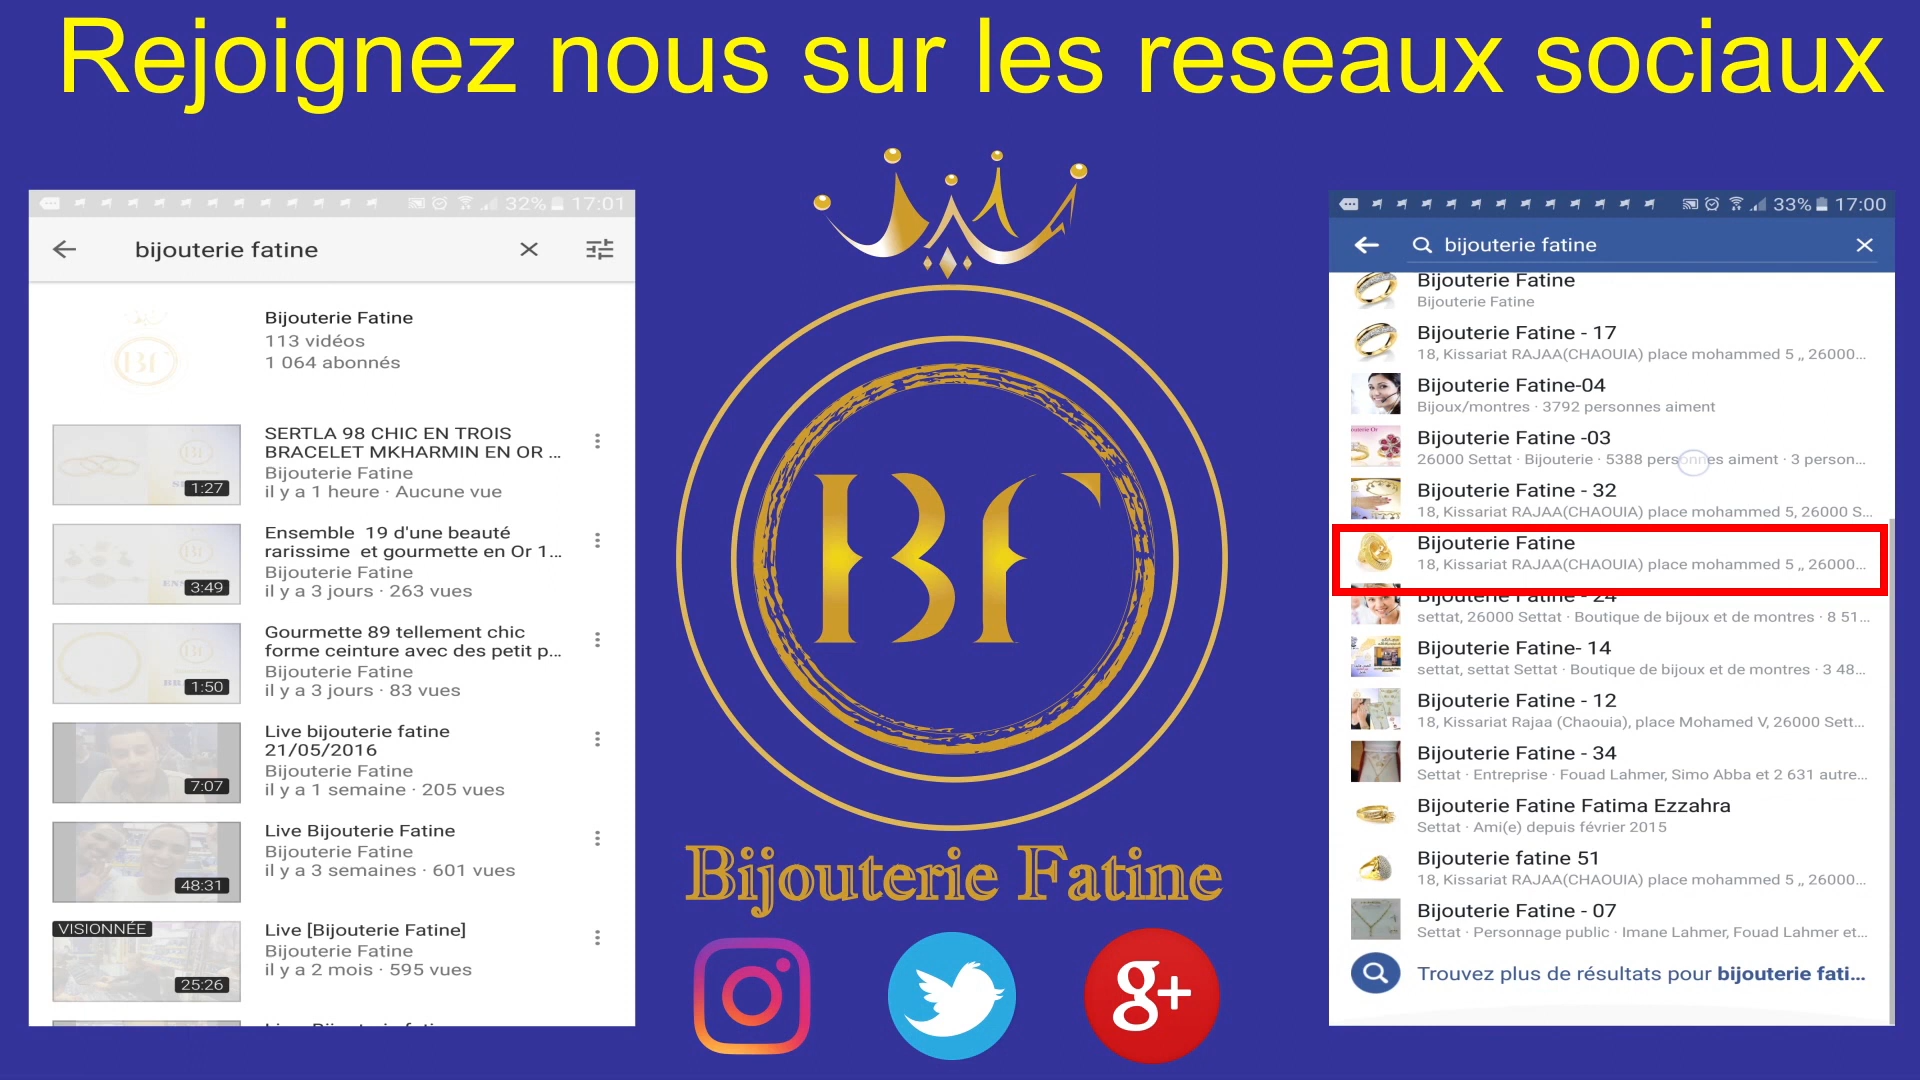 Rejoignez nous sur les reseaux sociaux
32% 17:01
bijouterie fatine
Bijouterie Fatine
113 vidéos
1 064 abonnés
BF
SERTLA 98 CHIC EN TROIS
BRACELET MKHARMIN EN OR ...
Bijouterie Fatine
il y a 1 heure · Aucune vue
1:27
Ensemble 19 d'une beauté
rarissime et gourmette en Or 1...
Bijouterie Fatine
il y a 3 jours · 263 vues
3:49
Gourmette 89 tellement chic
forme ceinture avec des petit p...
Bijouterie Fatine
il y a 3 jours · 83 vues
1:50
Live bijouterie fatine
21/05/2016
Bijouterie Fatine
il y a 1 semaine · 205 vues
7:07
Live Bijouterie Fatine
Bijouterie Fatine
il y a 3 semaines · 601 vues
48:31
VISIONNÉE
Live [Bijouterie Fatine]
Bijouterie Fatine
il y a 2 mois · 595 vues
25:26
BF
Bijouterie Fatine
g+
33% 17:00
bijouterie fatine
Bijouterie Fatine
Bijouterie Fatine
Bijouterie Fatine - 17
18, Kissariat RAJAA(CHAOUIA) place mohammed 5 ,, 26000...
Bijouterie Fatine-04
Bijoux/montres · 3792 personnes aiment
Bijouterie Fatine -03
26000 Settat · Bijouterie · 5388 personnes aiment · 3 person...
Bijouterie Fatine - 32
18, Kissariat RAJAA(CHAOUIA) place mohammed 5, 26000 S...
Bijouterie Fatine
18, Kissariat RAJAA(CHAOUIA) place mohammed 5 ,, 26000...
Bijouterie Fatine - 24
settat, 26000 Settat · Boutique de bijoux et de montres · 8 51...
Bijouterie Fatine- 14
settat, settat Settat · Boutique de bijoux et de montres · 3 48...
Bijouterie Fatine - 12
18, Kissariat Rajaa (Chaouia), place Mohamed V, 26000 Sett...
Bijouterie Fatine - 34
Settat · Entreprise · Fouad Lahmer, Simo Abba et 2 631 autre...
Bijouterie Fatine Fatima Ezzahra
Settat · Ami(e) depuis février 2015
Bijouterie fatine 51
18, Kissariat RAJAA(CHAOUIA) place mohammed 5 ,, 26000...
Bijouterie Fatine - 07
Settat · Personnage public · Imane Lahmer, Fouad Lahmer et...
Trouvez plus de résultats pour bijouterie fati...